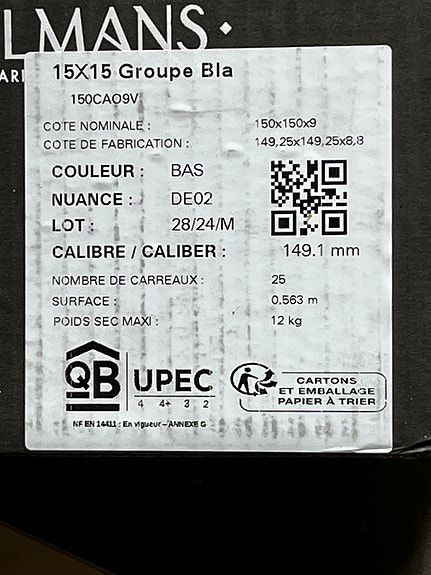 LMANS·
15X15 Groupe Bla
150CAO9V
COTE NOMINALE : 150x150x9
COTE DE FABRICATION : 149,25x149,25x8,8
COULEUR : BAS
NUANCE : DE02
LOT : 28/24/M
CALIBRE / CALIBER : 149.1 mm
NOMBRE DE CARREAUX : 25
SURFACE : 0.563 m
POIDS SEC MAXI : 12 kg
QB UPEC
4 4+ 3 2
CARTONS
ET EMBALLAGE
PAPIER À TRIER
NF EN 14411 : En vigueur – ANNEXE G